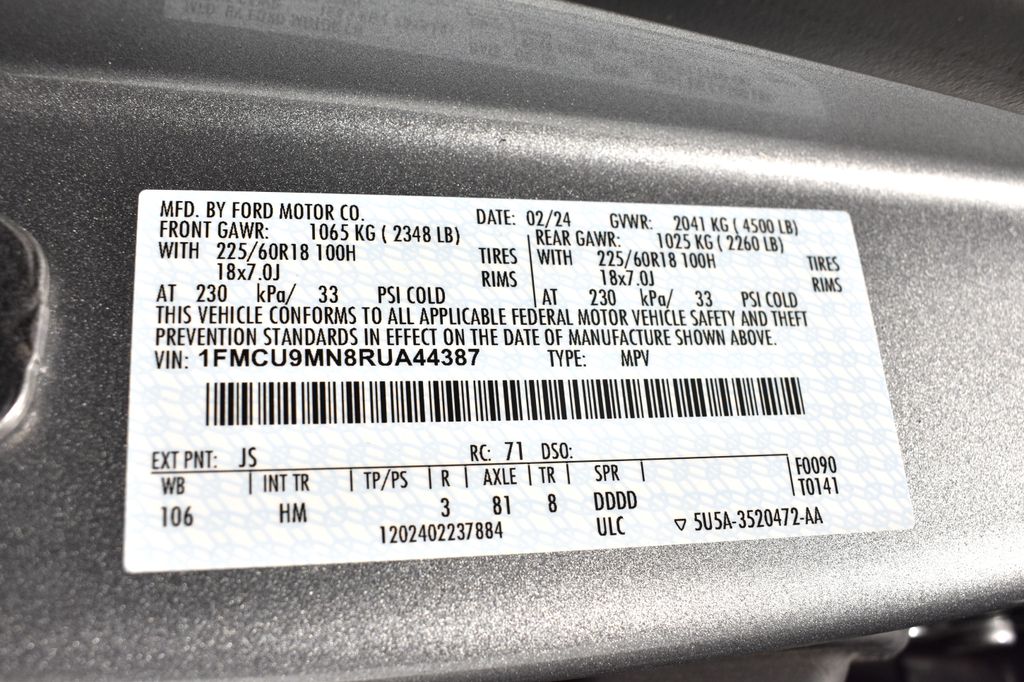 MFD. BY FORD MOTOR CO. DATE: 02/24 GVWR: 2041 KG ( 4500 LB)
FRONT GAWR: 1065 KG ( 2348 LB) REAR GAWR: 1025 KG ( 2260 LB)
WITH 225/60R18 100H TIRES WITH 225/60R18 100H TIRES
18x7.0J RIMS 18x7.0J RIMS
AT 230 kPa/ 33 PSI COLD AT 230 kPa/ 33 PSI COLD
THIS VEHICLE CONFORMS TO ALL APPLICABLE FEDERAL MOTOR VEHICLE SAFETY AND THEFT
PREVENTION STANDARDS IN EFFECT ON THE DATE OF MANUFACTURE SHOWN ABOVE.
VIN: 1FMCU9MN8RUA44387 TYPE: MPV
EXT PNT: JS RC: 71 DSO:
WB INT TR TP/PS R AXLE TR SPR F0090
106 HM 3 81 8 DDDD T0141
1202402237884 ULC ▽ 5U5A-3520472-AA